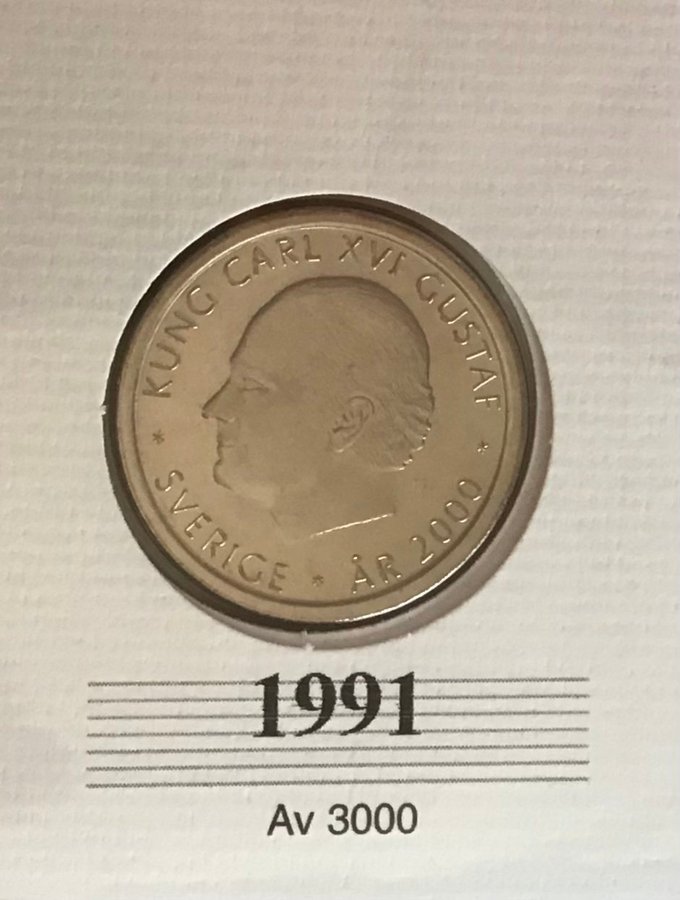 KUNG CARL XVI GUSTAF
* SVERIGE * ÅR 2000 *
1991
Av 3000